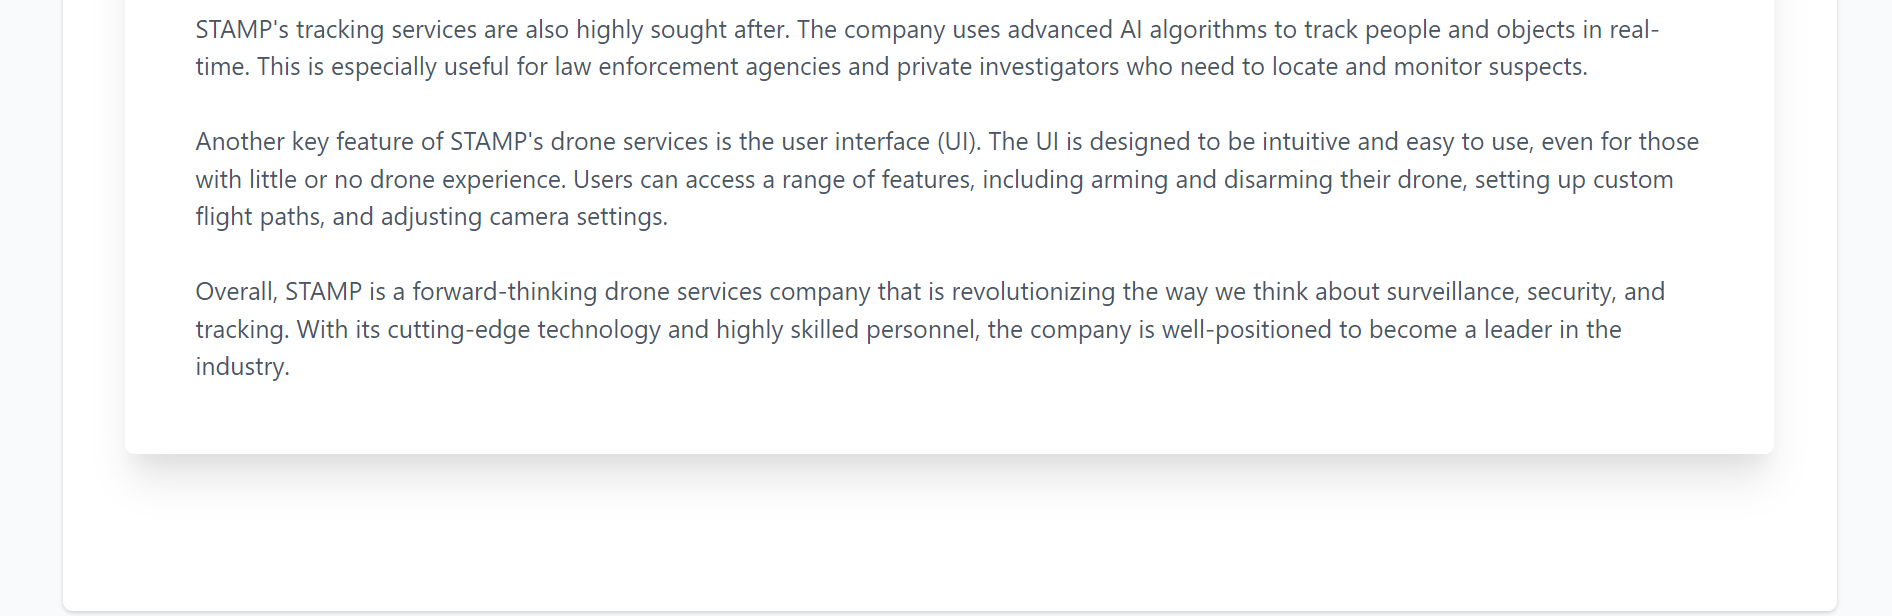 STAMP's tracking services are also highly sought after. The company uses advanced AI algorithms to track people and objects in real-
time. This is especially useful for law enforcement agencies and private investigators who need to locate and monitor suspects.
Another key feature of STAMP's drone services is the user interface (UI). The UI is designed to be intuitive and easy to use, even for those
with little or no drone experience. Users can access a range of features, including arming and disarming their drone, setting up custom
flight paths, and adjusting camera settings.
Overall, STAMP is a forward-thinking drone services company that is revolutionizing the way we think about surveillance, security, and
tracking. With its cutting-edge technology and highly skilled personnel, the company is well-positioned to become a leader in the
industry.